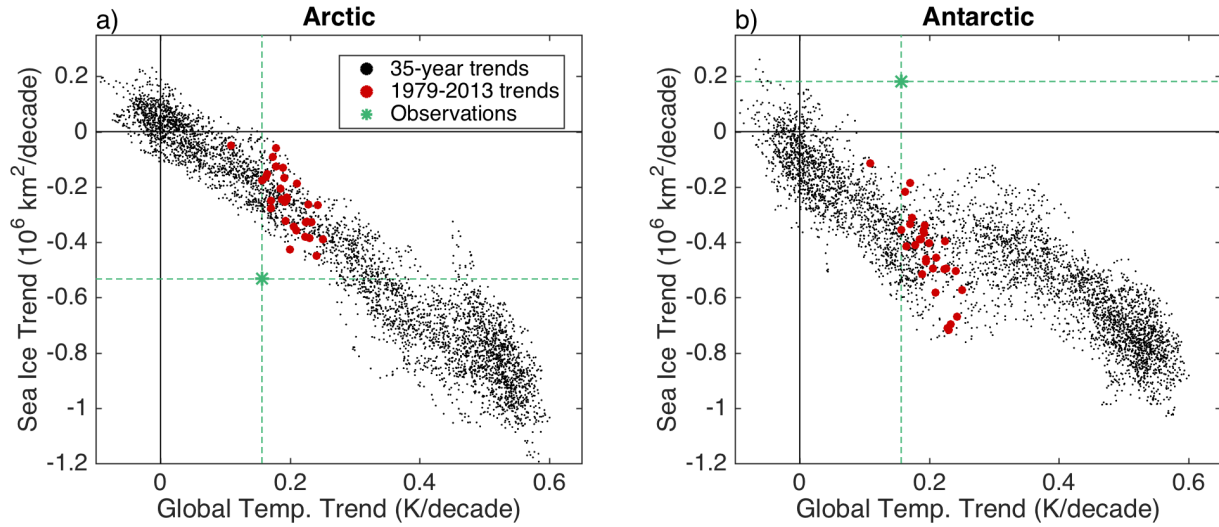 a)
Arctic
35-year trends
1979-2013 trends
Observations
Sea Ice Trend (10⁶ km²/decade)
0.2
0
-0.2
-0.4
-0.6
-0.8
-1
-1.2
0
0.2
0.4
0.6
Global Temp. Trend (K/decade)
b)
Antarctic
Sea Ice Trend (10⁶ km²/decade)
0.2
0
-0.2
-0.4
-0.6
-0.8
-1
-1.2
0
0.2
0.4
0.6
Global Temp. Trend (K/decade)